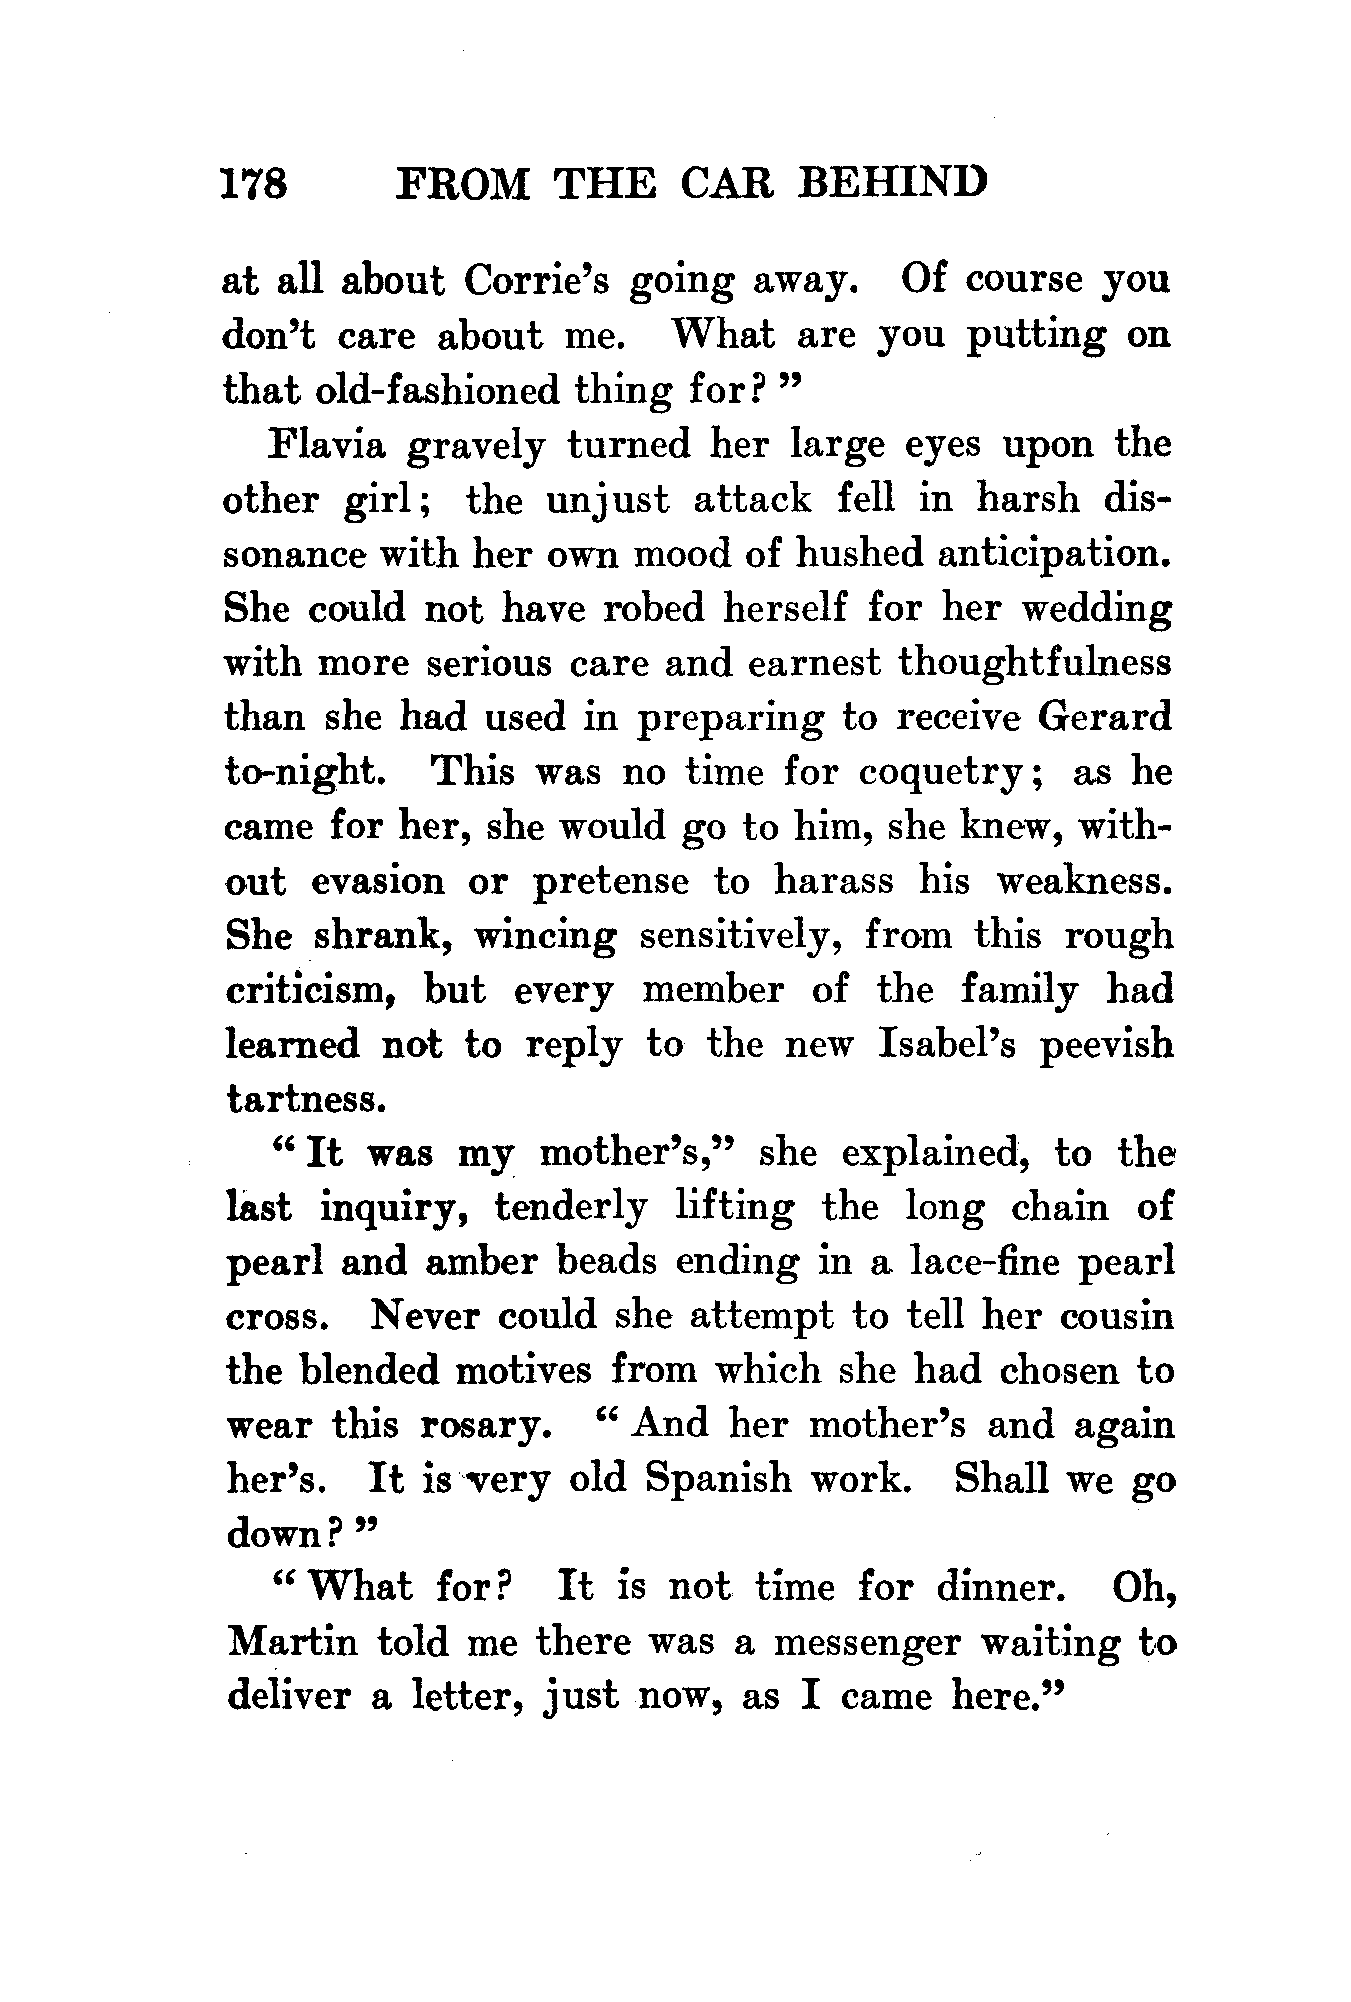 178 FROM THE CAR BEHIND
at all about Corrie's going away. Of course you
don't care about me. What are you putting on
that old-fashioned thing for? "
Flavia gravely turned her large eyes upon the
other girl; the unjust attack fell in harsh dis-
sonance with her own mood of hushed anticipation.
She could not have robed herself for her wedding
with more serious care and earnest thoughtfulness
than she had used in preparing to receive Gerard
to-night. This was no time for coquetry; as he
came for her, she would go to him, she knew, with-
out evasion or pretense to harass his weakness.
She shrank, wincing sensitively, from this rough
criticism, but every member of the family had
learned not to reply to the new Isabel's peevish
tartness.
" It was my mother's," she explained, to the
last inquiry, tenderly lifting the long chain of
pearl and amber beads ending in a lace-fine pearl
cross. Never could she attempt to tell her cousin
the blended motives from which she had chosen to
wear this rosary. " And her mother's and again
her's. It is very old Spanish work. Shall we go
down? "
" What for? It is not time for dinner. Oh,
Martin told me there was a messenger waiting to
deliver a letter, just now, as I came here."